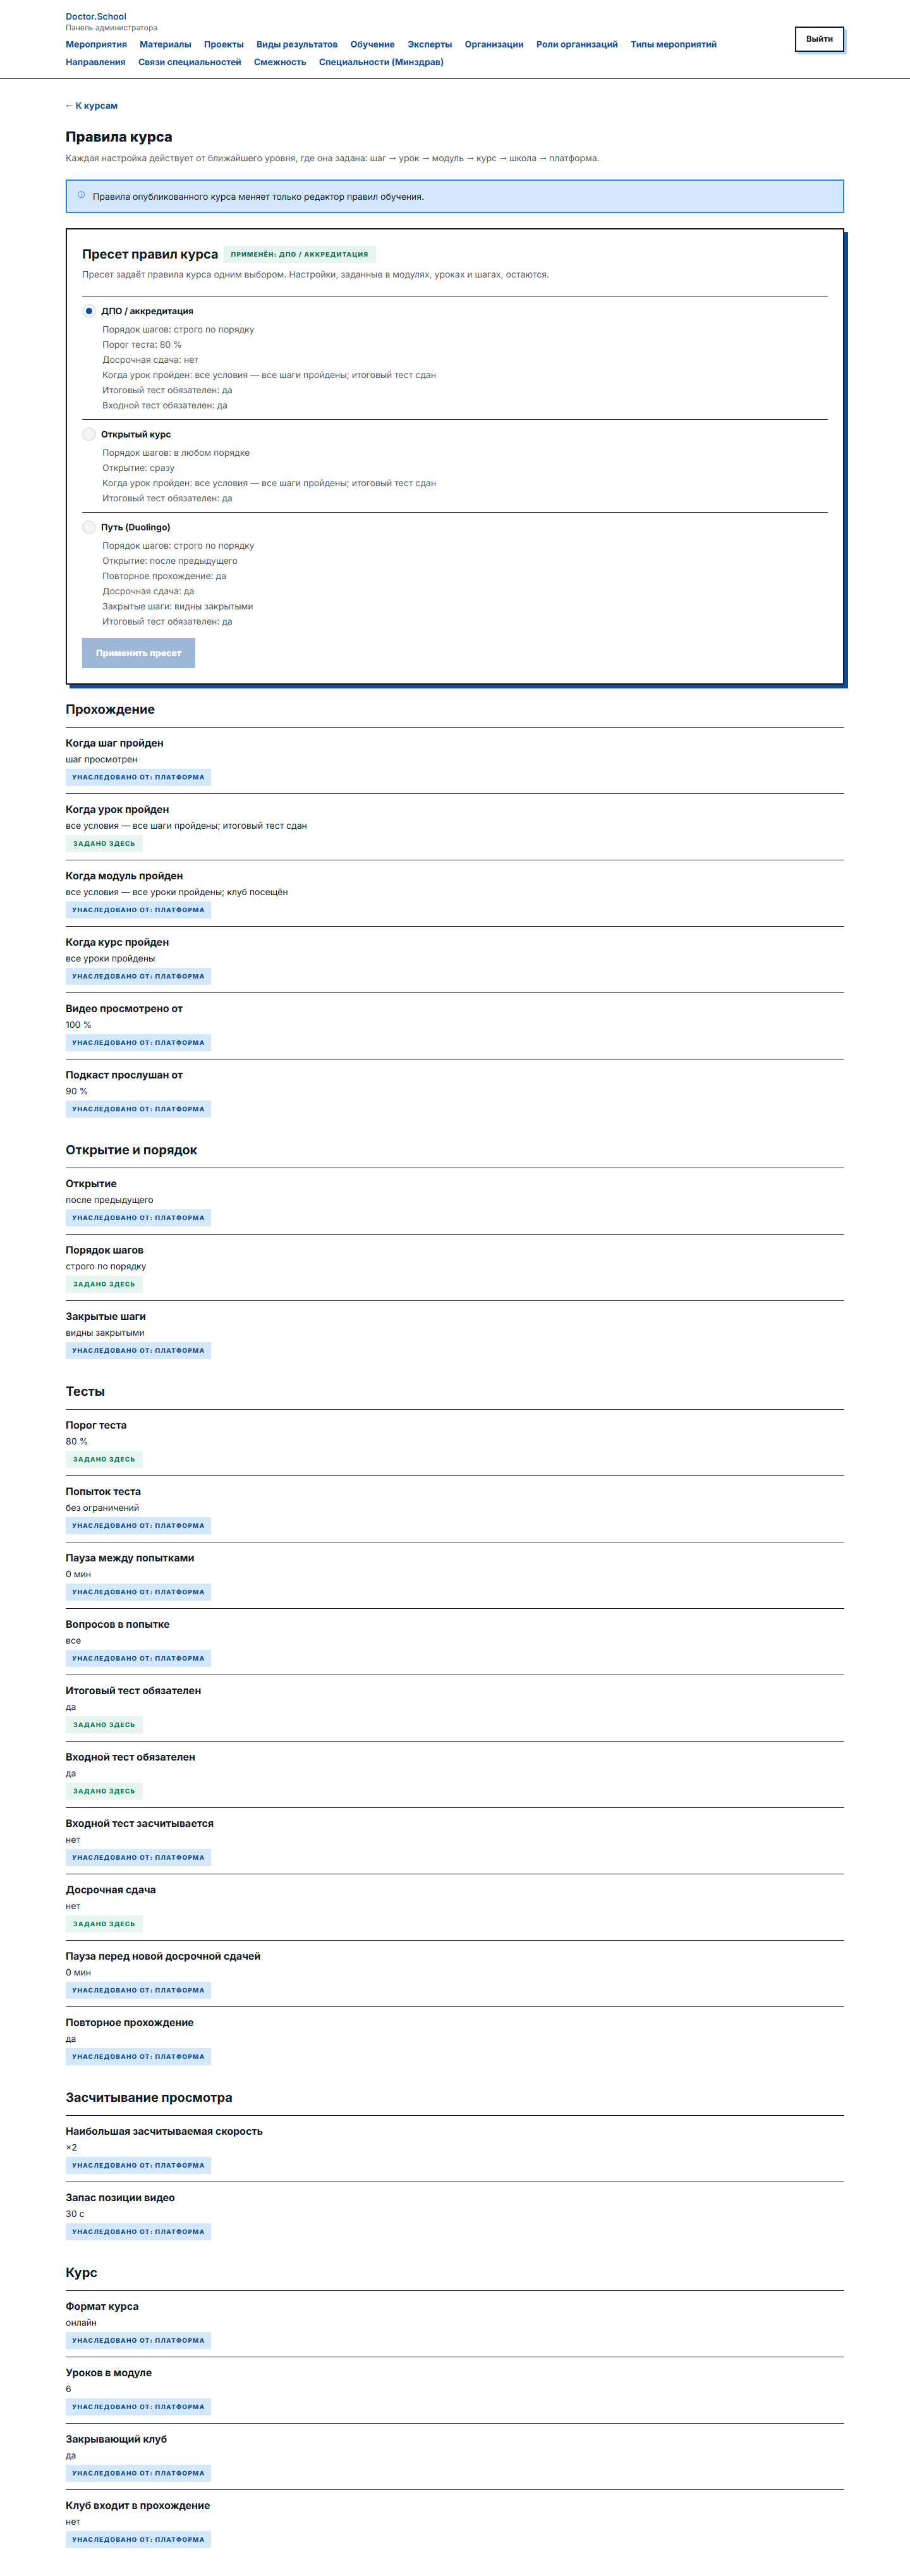 Doctor.School
Панель администратора
Мероприятия Материалы Проекты Виды результатов Обучение Эксперты Организации Роли организаций Типы мероприятий
Направления Связи специальностей Смежность Специальности (Минздрав)
Выйти
← К курсам
Правила курса
Каждая настройка действует от ближайшего уровня, где она задана: шаг → урок → модуль → курс → школа → платформа.
Правила опубликованного курса меняет только редактор правил обучения.
Пресет правил курса ПРИМЕНЁН: ДПО / АККРЕДИТАЦИЯ
Пресет задаёт правила курса одним выбором. Настройки, заданные в модулях, уроках и шагах, остаются.
ДПО / аккредитация
Порядок шагов: строго по порядку
Порог теста: 80 %
Досрочная сдача: нет
Когда урок пройден: все условия — все шаги пройдены; итоговый тест сдан
Итоговый тест обязателен: да
Входной тест обязателен: да
Открытый курс
Порядок шагов: в любом порядке
Открытие: сразу
Когда урок пройден: все условия — все шаги пройдены; итоговый тест сдан
Итоговый тест обязателен: да
Путь (Duolingo)
Порядок шагов: строго по порядку
Открытие: после предыдущего
Повторное прохождение: да
Досрочная сдача: да
Закрытые шаги: видны закрытыми
Итоговый тест обязателен: да
Применить пресет
Прохождение
Когда шаг пройден
шаг просмотрен
УНАСЛЕДОВАНО ОТ: ПЛАТФОРМА
Когда урок пройден
все условия — все шаги пройдены; итоговый тест сдан
ЗАДАНО ЗДЕСЬ
Когда модуль пройден
все условия — все уроки пройдены; клуб посещён
УНАСЛЕДОВАНО ОТ: ПЛАТФОРМА
Когда курс пройден
все уроки пройдены
УНАСЛЕДОВАНО ОТ: ПЛАТФОРМА
Видео просмотрено от
100 %
УНАСЛЕДОВАНО ОТ: ПЛАТФОРМА
Подкаст прослушан от
90 %
УНАСЛЕДОВАНО ОТ: ПЛАТФОРМА
Открытие и порядок
Открытие
после предыдущего
УНАСЛЕДОВАНО ОТ: ПЛАТФОРМА
Порядок шагов
строго по порядку
ЗАДАНО ЗДЕСЬ
Закрытые шаги
видны закрытыми
УНАСЛЕДОВАНО ОТ: ПЛАТФОРМА
Тесты
Порог теста
80 %
ЗАДАНО ЗДЕСЬ
Попыток теста
без ограничений
УНАСЛЕДОВАНО ОТ: ПЛАТФОРМА
Пауза между попытками
0 мин
УНАСЛЕДОВАНО ОТ: ПЛАТФОРМА
Вопросов в попытке
все
УНАСЛЕДОВАНО ОТ: ПЛАТФОРМА
Итоговый тест обязателен
да
ЗАДАНО ЗДЕСЬ
Входной тест обязателен
да
ЗАДАНО ЗДЕСЬ
Входной тест засчитывается
нет
УНАСЛЕДОВАНО ОТ: ПЛАТФОРМА
Досрочная сдача
нет
ЗАДАНО ЗДЕСЬ
Пауза перед новой досрочной сдачей
0 мин
УНАСЛЕДОВАНО ОТ: ПЛАТФОРМА
Повторное прохождение
да
УНАСЛЕДОВАНО ОТ: ПЛАТФОРМА
Засчитывание просмотра
Наибольшая засчитываемая скорость
×2
УНАСЛЕДОВАНО ОТ: ПЛАТФОРМА
Запас позиции видео
30 с
УНАСЛЕДОВАНО ОТ: ПЛАТФОРМА
Курс
Формат курса
онлайн
УНАСЛЕДОВАНО ОТ: ПЛАТФОРМА
Уроков в модуле
6
УНАСЛЕДОВАНО ОТ: ПЛАТФОРМА
Закрывающий клуб
да
УНАСЛЕДОВАНО ОТ: ПЛАТФОРМА
Клуб входит в прохождение
нет
УНАСЛЕДОВАНО ОТ: ПЛАТФОРМА